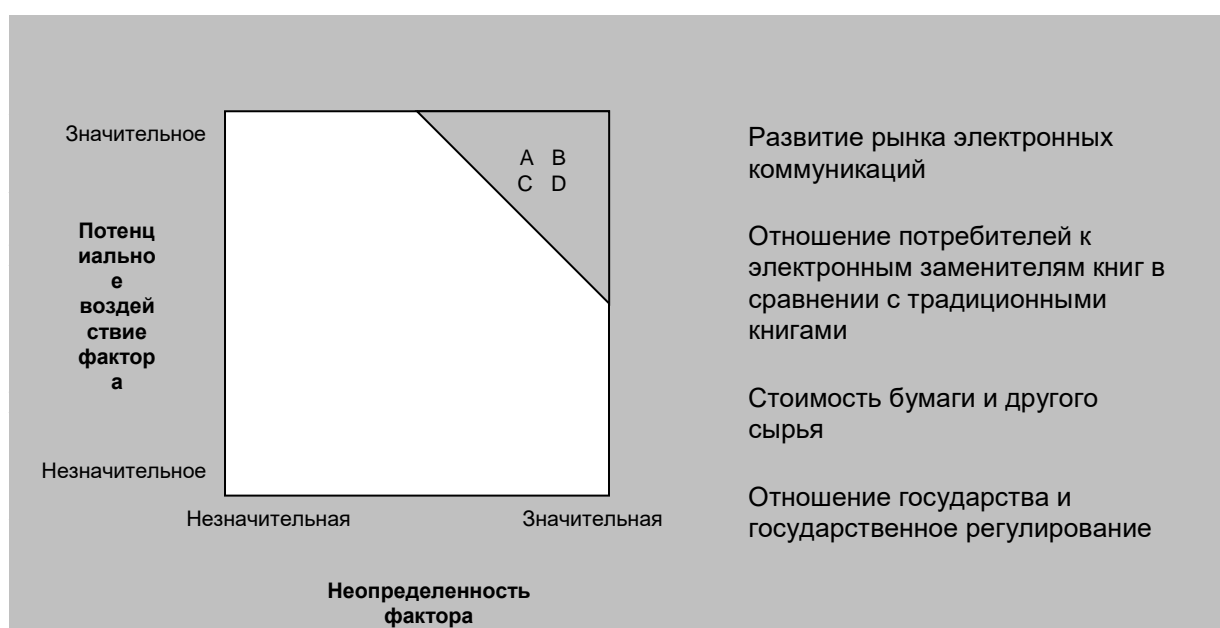 Значительное
A B
C D
Потенц
иально
е
воздей
ствие
фактор
а
Незначительное
Незначительная
Значительная
Неопределенность
фактора
Развитие рынка электронных
коммуникаций
Отношение потребителей к
электронным заменителям книг в
сравнении с традиционными
книгами
Стоимость бумаги и другого
сырья
Отношение государства и
государственное регулирование